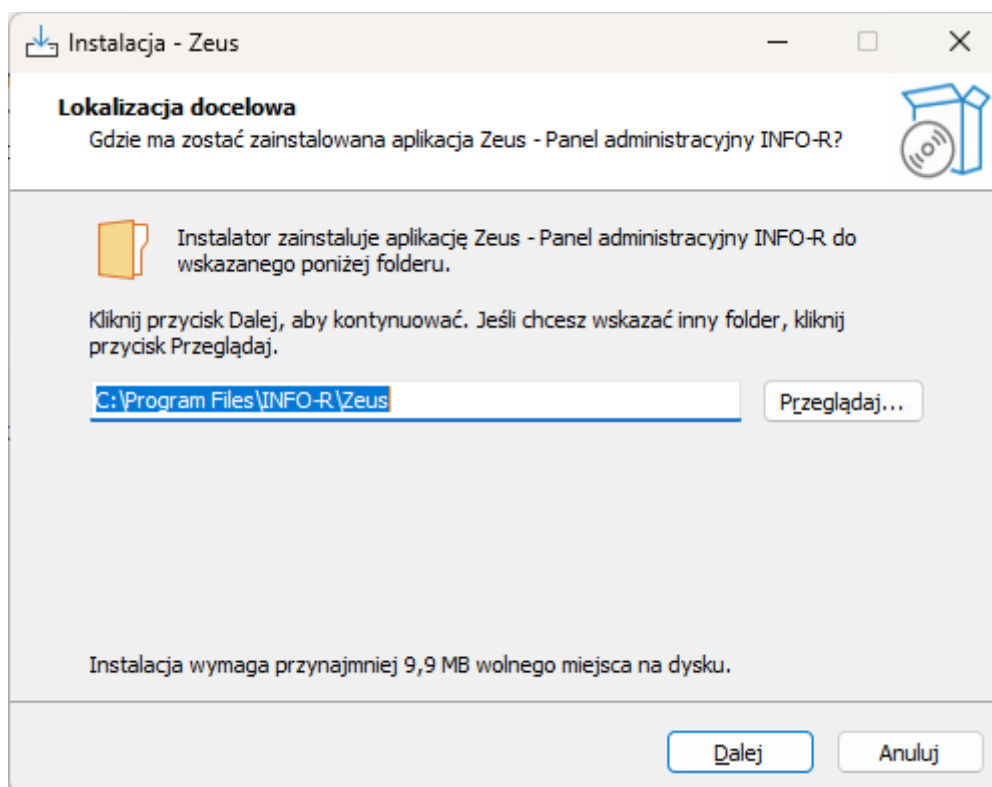 Instalacja - Zeus
Lokalizacja docelowa
Gdzie ma zostać zainstalowana aplikacja Zeus - Panel administracyjny INFO-R?
Instalator zainstaluje aplikację Zeus - Panel administracyjny INFO-R do
wskazanego poniżej folderu.
Kliknij przycisk Dalej, aby kontynuować. Jeśli chcesz wskazać inny folder, kliknij
przycisk Przeglądaj.
C:\Program Files\INFO-R\Zeus
Przeglądaj...
Instalacja wymaga przynajmniej 9,9 MB wolnego miejsca na dysku.
Dalej
Anuluj